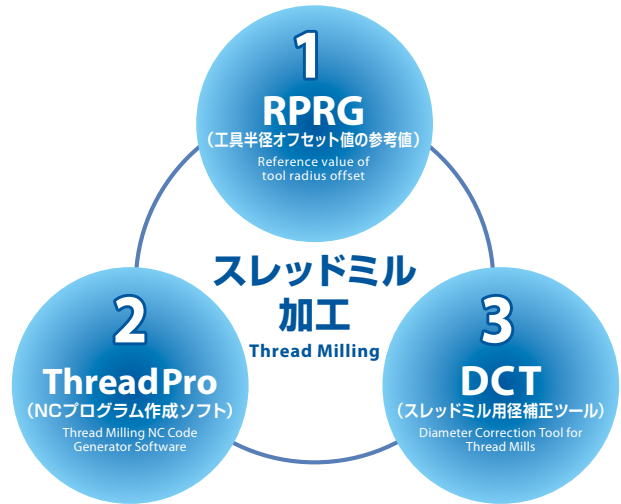 1
RPRG
（工具半径オフセット値の参考値）
Reference value of
tool radius offset
スレッドミル
加工
Thread Milling
2
ThreadPro
（NCプログラム作成ソフト）
Thread Milling NC Code
Generator Software
3
DCT
（スレッドミル用径補正ツール）
Diameter Correction Tool for
Thread Mills